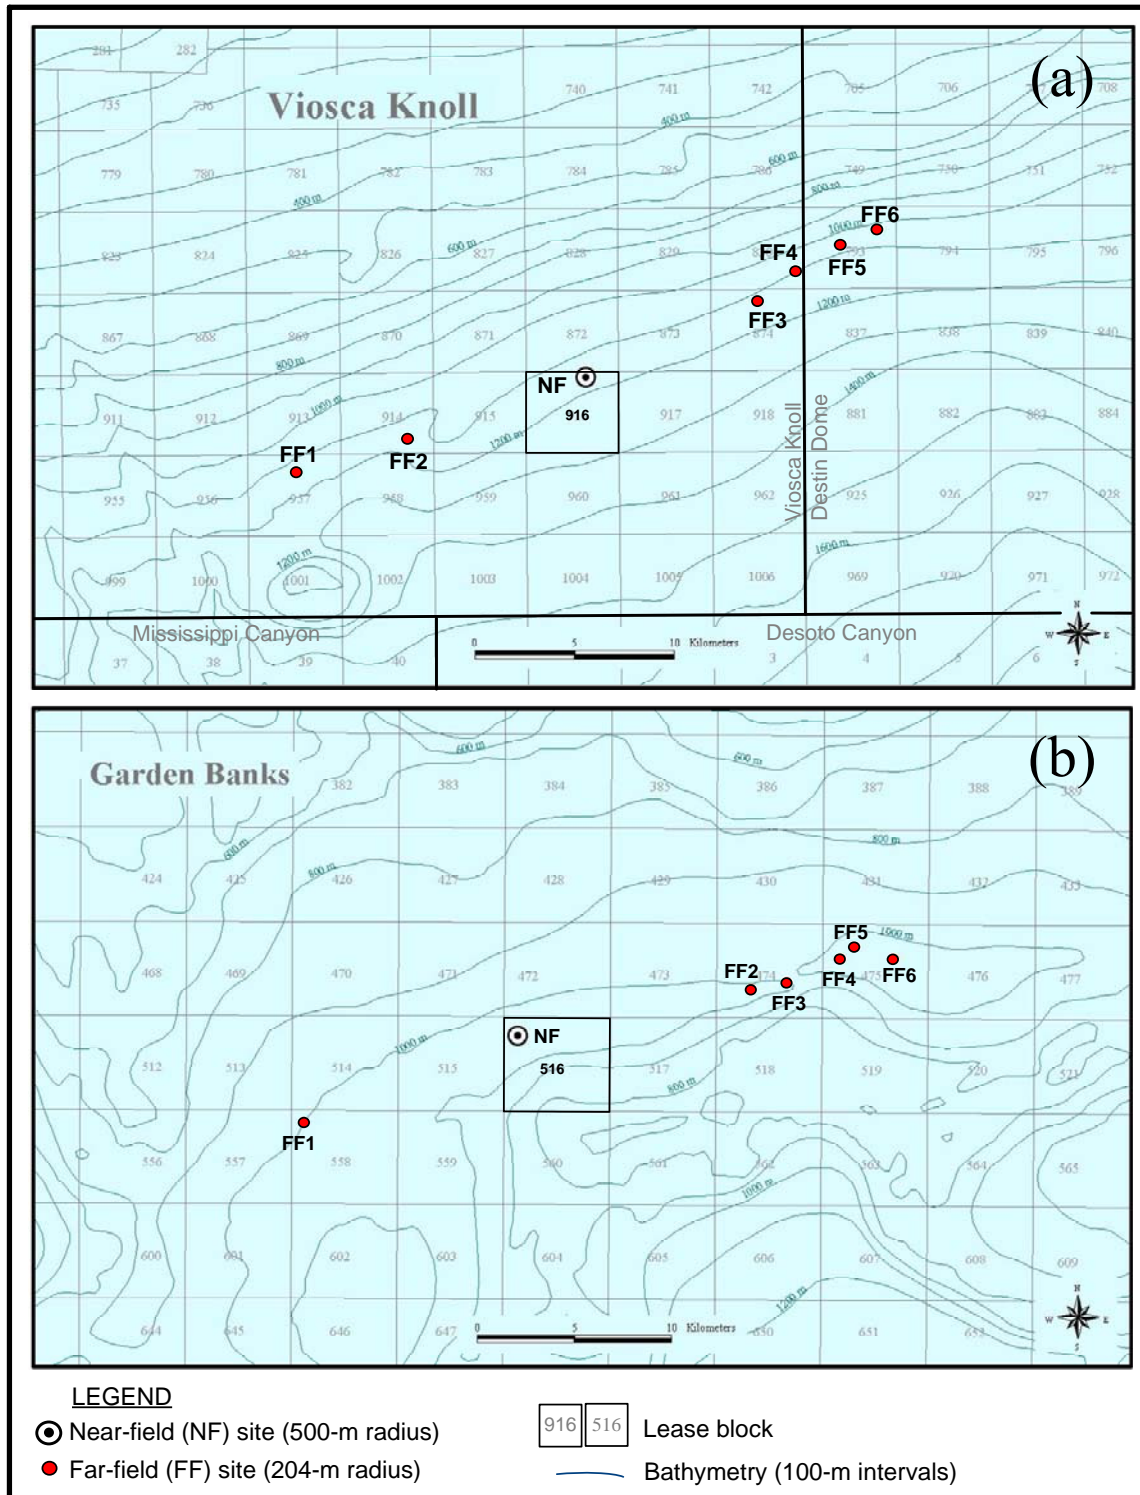 (a)
281 282
Viosca Knoll
735 736 740 741 742 705 706 708
400 m
600 m
779 780 781 782 783 784 785 786 749 750 751 752
800 m
400 m
FF6
1000 m
600 m
FF4
FF5
823 824 825 826 827 828 829 793 794 795 796
1200 m
FF3
867 868 869 870 871 872 873 874 837 838 839 840
800 m
NF
1400 m
1000 m
911 912 913 914 915 916 917 918 881 882 883 884
1200 m
FF1
FF2
Viosca Knoll
Destin Dome
955 956 957 958 959 960 961 962 925 926 927 928
1600 m
1200 m
999 1000 1001 1002 1003 1004 1005 1006 969 970 971 972
N
W E
S
Mississippi Canyon
Desoto Canyon
0 5 10 Kilometers
37 38 39 40 3 4 5 6
(b)
Garden Banks
600 m
600 m
382 383 384 385 386 387 388 389
600 m
800 m
800 m
424 425 426 427 428 429 430 431 432 433
FF5
1000 m
468 469 470 471 472 473 474 475 476 477
FF2
FF3
FF4
FF6
NF
1000 m
512 513 514 515 516 517 518 519 520 521
800 m
FF1
556 557 558 559 560 561 562 563 564 565
1000 m
600 601 602 603 604 605 606 607 608 609
1200 m
N
W E
S
0 5 10 Kilometers
644 645 646 647 650 651 652
LEGEND
Near-field (NF) site (500-m radius)
Far-field (FF) site (204-m radius)
916 516 Lease block
Bathymetry (100-m intervals)